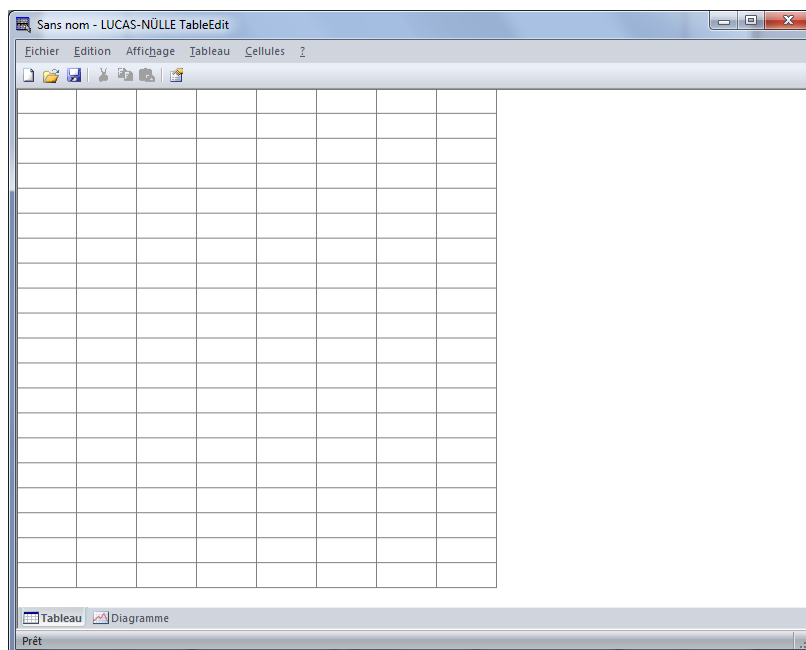 Sans nom - LUCAS-NÜLLE TableEdit
Fichier Edition Affichage Tableau Cellules ?
Tableau Diagramme
Prêt